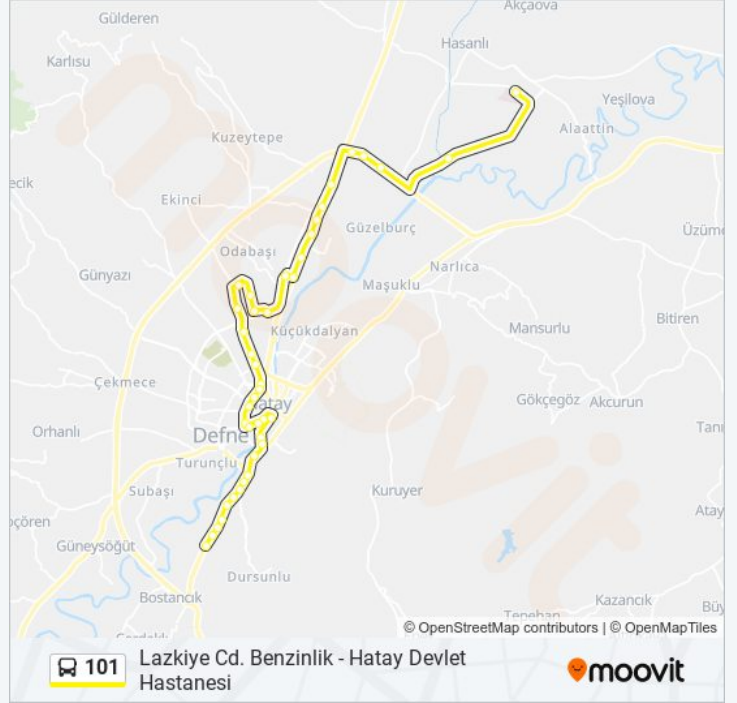 Akçaova
Gülderen
Hasanlı
Karlısu
Yeşilova
Alaattin
Kuzeytepe
ecik
Ekinci
Güzelburç
Üzüm
Odabaşı
Narlıca
Günyazı
Maşuklu
Bitiren
Küçükdalyan
Mansurlu
Çekmece
Gökçegöz
Akcurun
Hatay
Orhanlı
Defne
Tanı
Turunçlu
Subaşı
Kuruyer
Atay
Güneysöğüt
Dursunlu
Bostancık
Kazancık
Büy
moovit
© OpenStreetMap contributors | © OpenMapTiles
101
Lazkiye Cd. Benzinlik - Hatay Devlet
Hastanesi
moovit